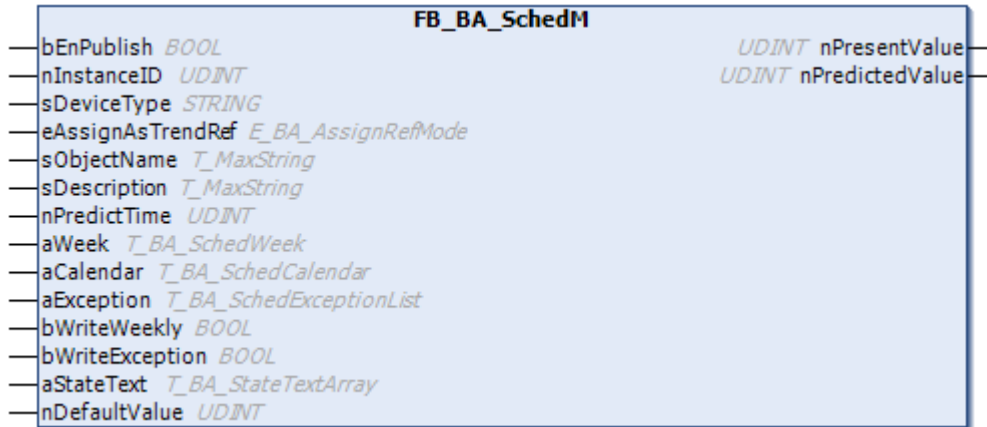 FB_BA_SchedM
bEnPublish BOOL UDINT nPresentValue
nInstanceID UDINT UDINT nPredictedValue
sDeviceType STRING
eAssignAsTrendRef E_BA_AssignRefMode
sObjectName T_MaxString
sDescription T_MaxString
nPredictTime UDINT
aWeek T_BA_SchedWeek
aCalendar T_BA_SchedCalendar
aException T_BA_SchedExceptionList
bWriteWeekly BOOL
bWriteException BOOL
aStateText T_BA_StateTextArray
nDefaultValue UDINT